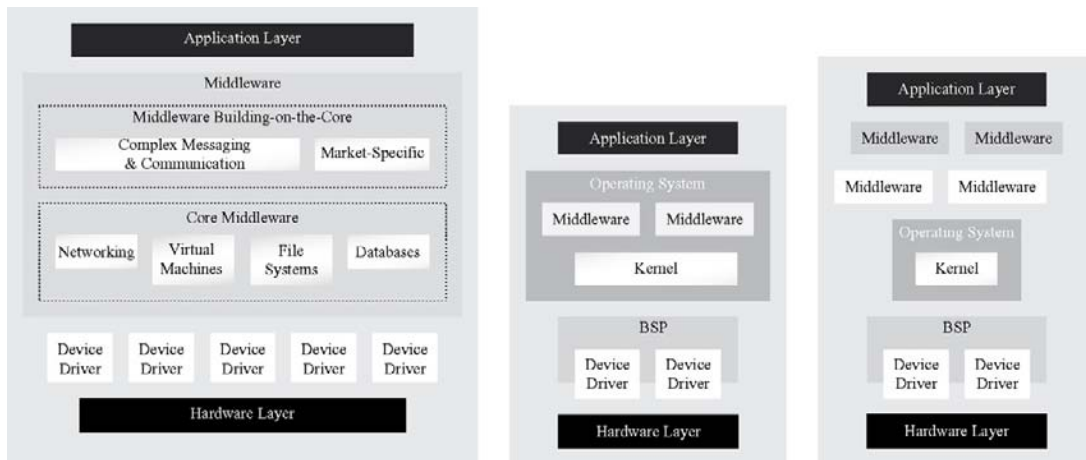 Application Layer
Middleware
Middleware Building-on-the-Core
Complex Messaging
& Communication
Market-Specific
Core Middleware
Networking
Virtual
Machines
File
Systems
Databases
Device
Driver
Device
Driver
Device
Driver
Device
Driver
Device
Driver
Hardware Layer
Application Layer
Operating System
Middleware
Middleware
Kernel
BSP
Device
Driver
Device
Driver
Hardware Layer
Application Layer
Middleware
Middleware
Middleware
Middleware
Operating System
Kernel
BSP
Device
Driver
Device
Driver
Hardware Layer